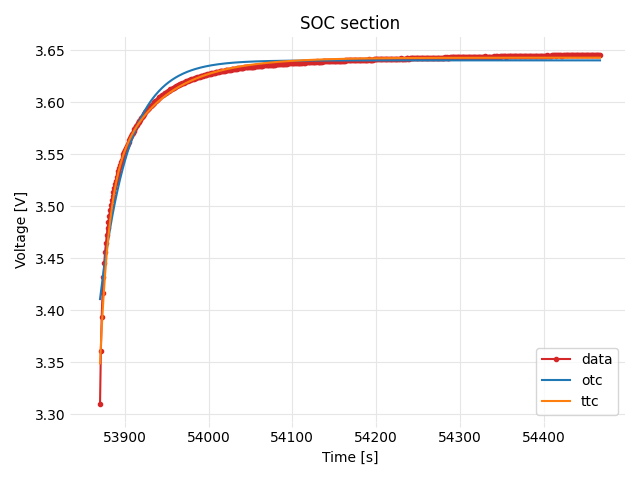 SOC section
Voltage [V]
3.65
3.60
3.55
3.50
3.45
3.40
3.35
3.30
data
otc
ttc
53900 54000 54100 54200 54300 54400
Time [s]